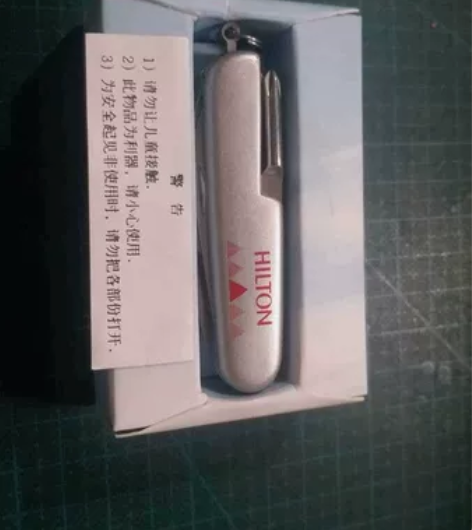 警 告
1）请勿让儿童接触．
2）此物品为利器，请小心使用．
3）为安全起见非使用时，请勿把各部份打开．
HILTON